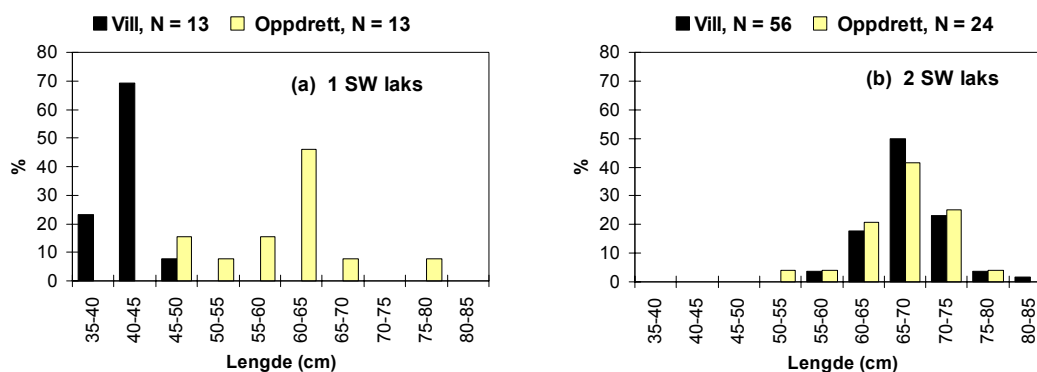 Vill, N = 13 Oppdrett, N = 13
(a) 1 SW laks
80
70
60
50
40
30
20
10
0
%
35-40 40-45 45-50 50-55 55-60 60-65 65-70 70-75 75-80 80-85
Lengde (cm)
Vill, N = 56 Oppdrett, N = 24
(b) 2 SW laks
80
70
60
50
40
30
20
10
0
%
35-40 40-45 45-50 50-55 55-60 60-65 65-70 70-75 75-80 80-85
Lengde (cm)